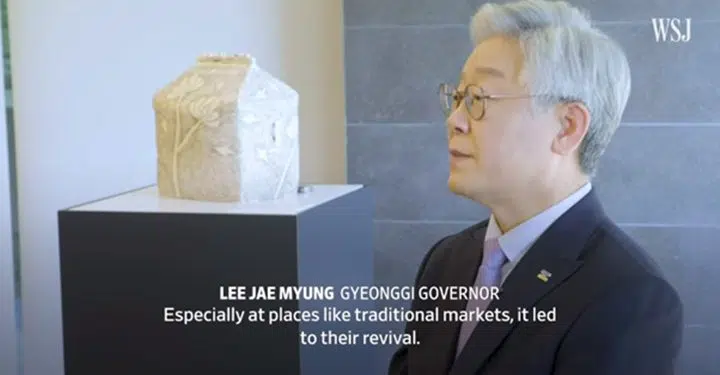 WSJ
LEE JAE MYUNG GYEONGGI GOVERNOR
Especially at places like traditional markets, it led
to their revival.